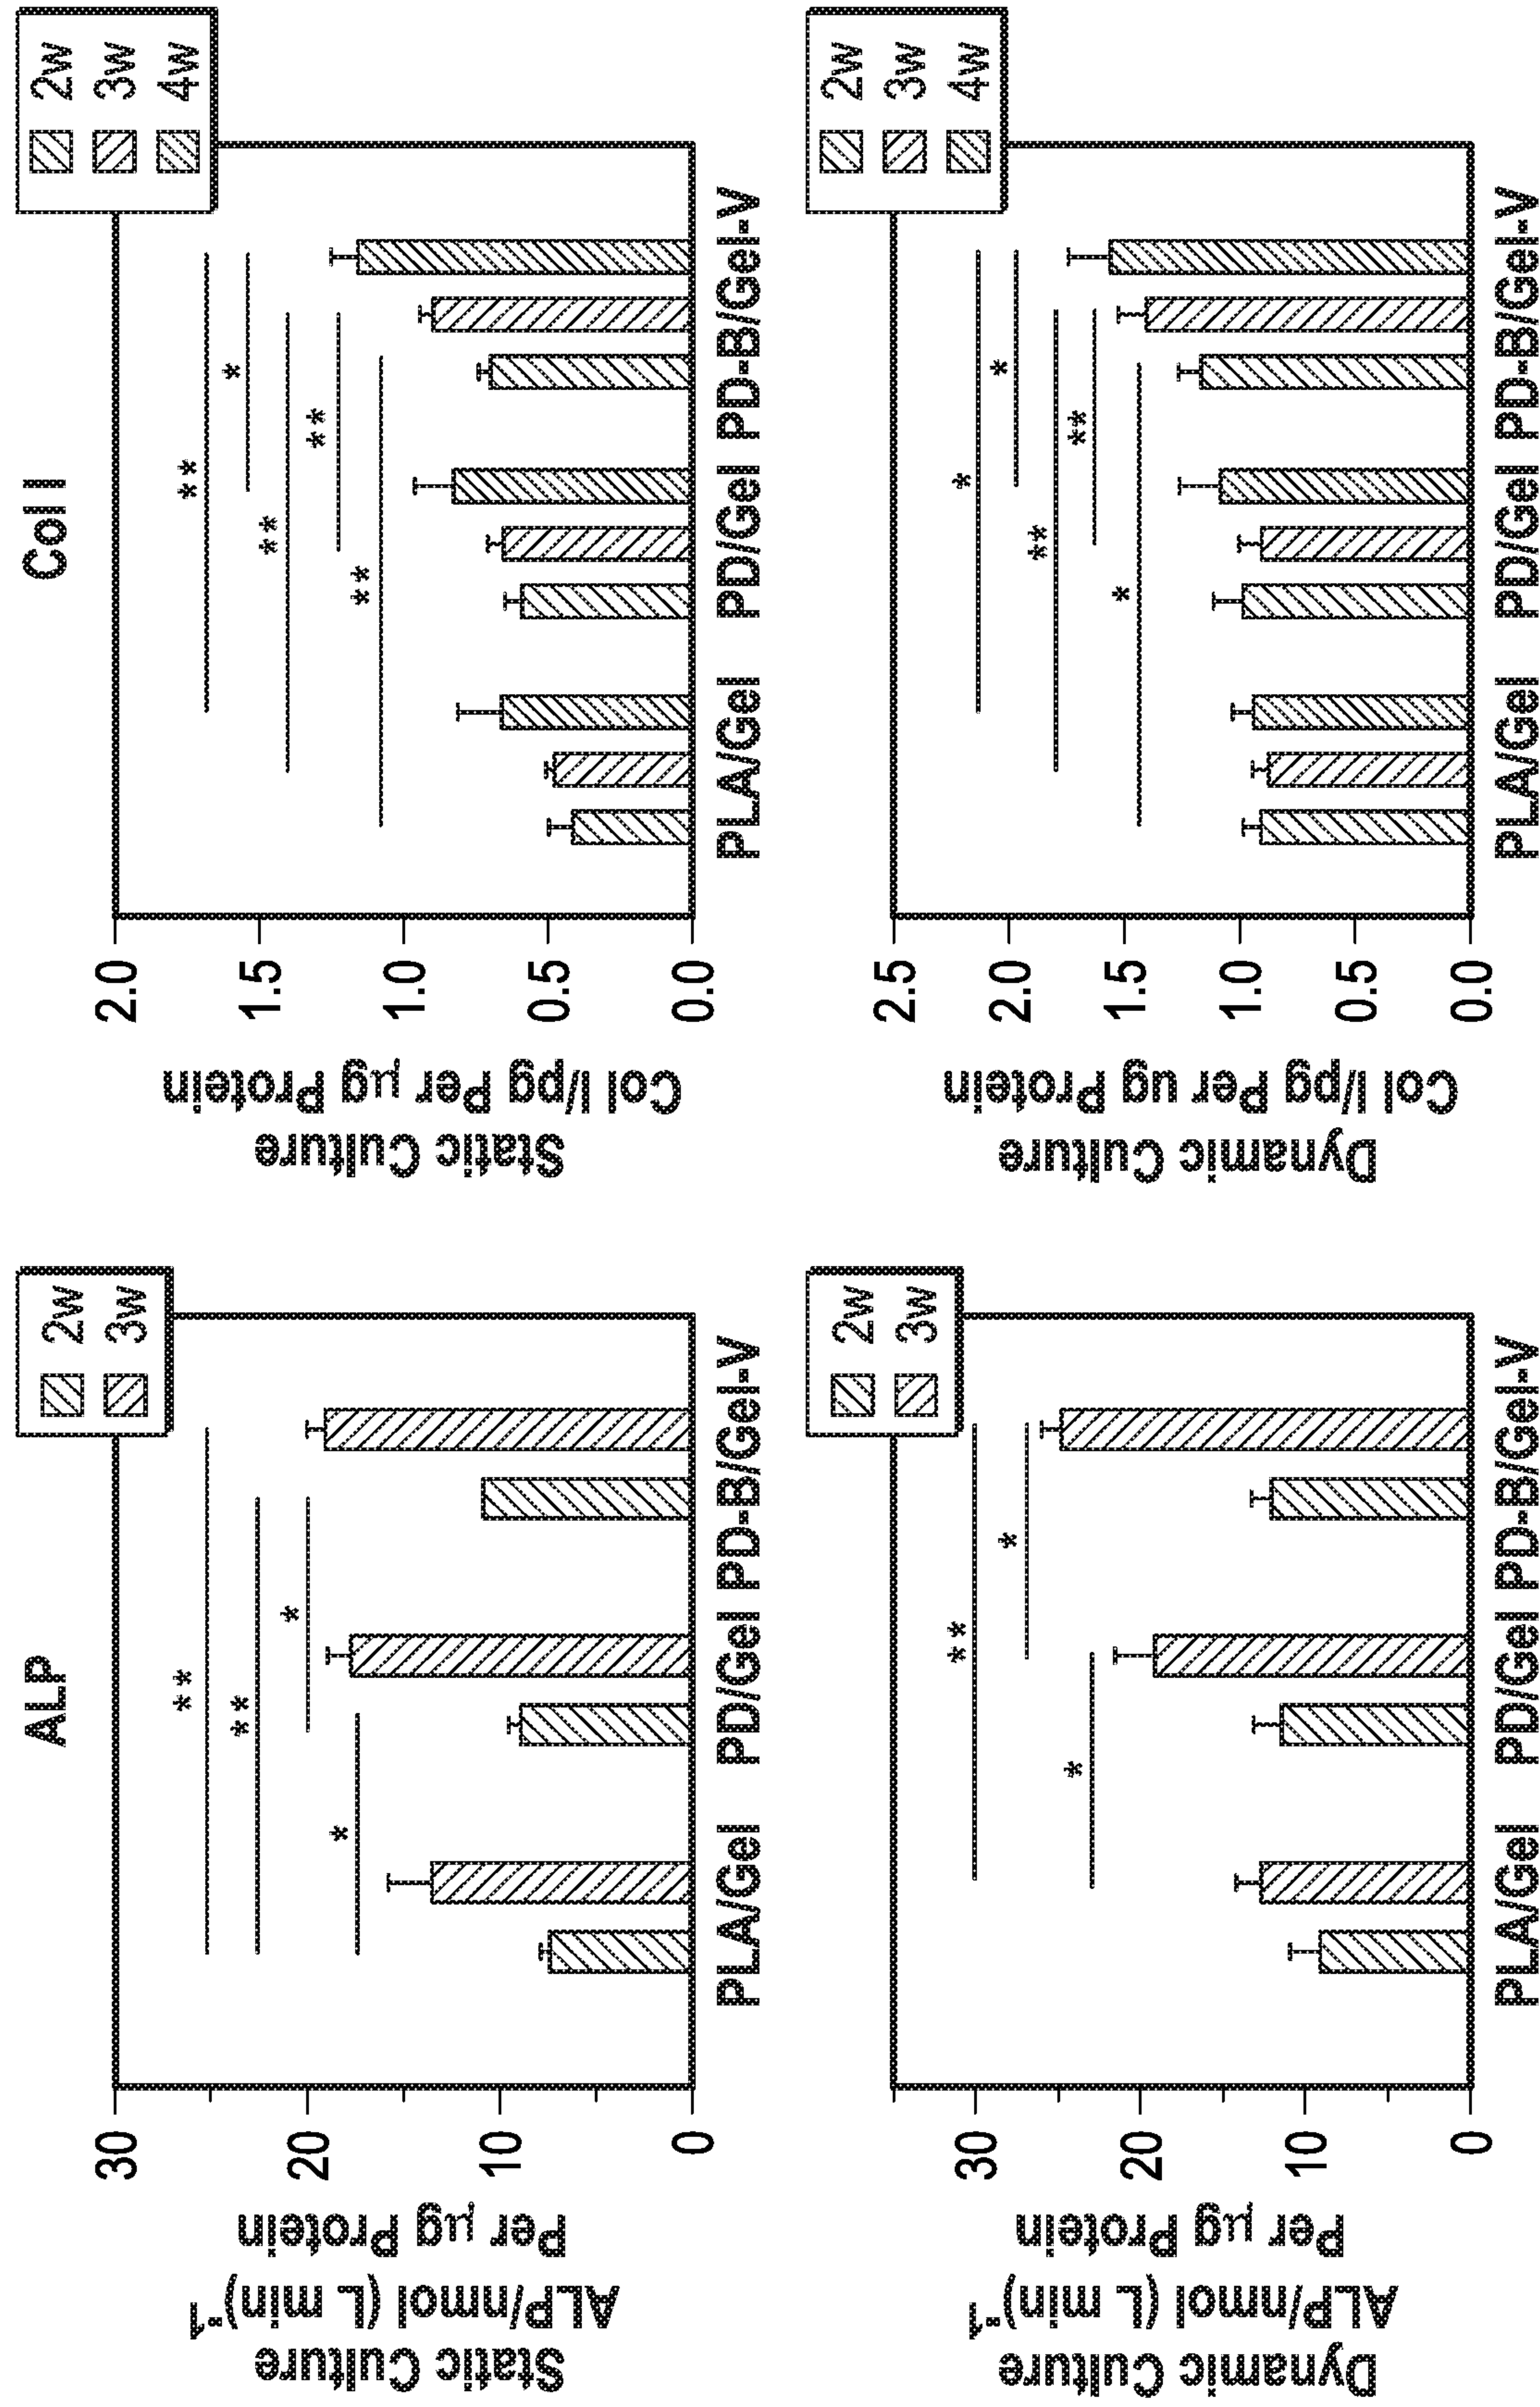 ALP
Static Culture
ALP/nmol (L min)⁻¹
Per µg Protein
30
20
10
0
**
**
*
*
2w
3w
PLA/Gel PD/Gel PD-B/Gel-V
Col I
Static Culture
Col I/pg Per µg Protein
2.0
1.5
1.0
0.5
0.0
**
*
**
**
**
2w
3w
4w
PLA/Gel PD/Gel PD-B/Gel-V
Dynamic Culture
ALP/nmol (L min)⁻¹
Per µg Protein
30
20
10
0
**
*
*
2w
3w
PLA/Gel PD/Gel PD-B/Gel-V
Dynamic Culture
Col I/pg Per ug Protein
2.5
2.0
1.5
1.0
0.5
0.0
*
*
**
**
*
2w
3w
4w
PLA/Gel PD/Gel PD-B/Gel-V